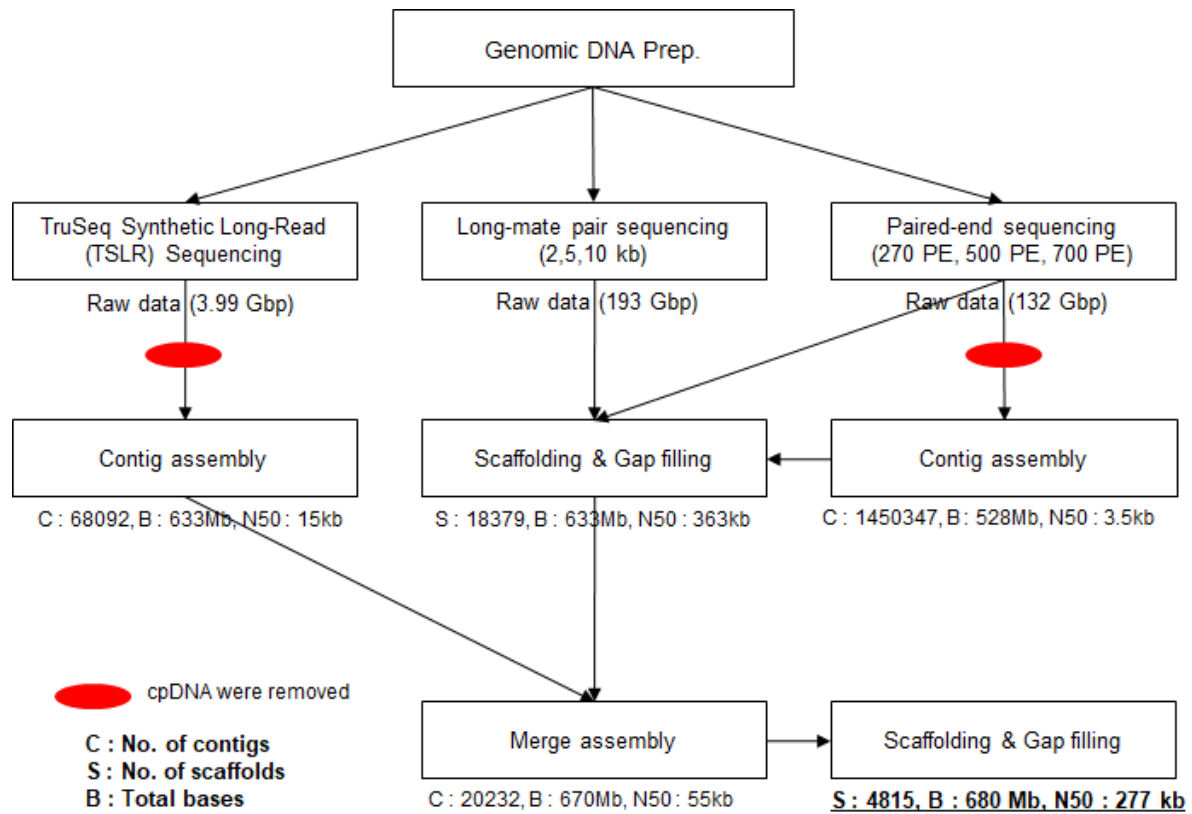 Genomic DNA Prep.
TruSeq Synthetic Long-Read
(TSLR) Sequencing
Long-mate pair sequencing
(2,5,10 kb)
Paired-end sequencing
(270 PE, 500 PE, 700 PE)
Raw data (3.99 Gbp)
Raw data (193 Gbp)
Raw data (132 Gbp)
Contig assembly
Scaffolding & Gap filling
Contig assembly
C : 68092, B : 633Mb, N50 : 15kb
S : 18379, B : 633Mb, N50 : 363kb
C : 1450347, B : 528Mb, N50 : 3.5kb
cpDNA were removed
C : No. of contigs
S : No. of scaffolds
B : Total bases
Merge assembly
Scaffolding & Gap filling
C : 20232, B : 670Mb, N50 : 55kb
S : 4815, B : 680 Mb, N50 : 277 kb